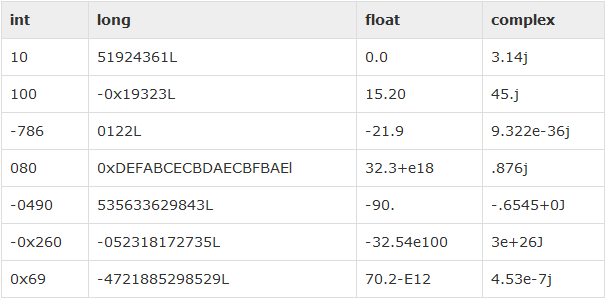 int long float complex
10 51924361L 0.0 3.14j
100 -0x19323L 15.20 45.j
-786 0122L -21.9 9.322e-36j
080 0xDEFABCECBDAECBFBAEl 32.3+e18 .876j
-0490 535633629843L -90. -.6545+0J
-0x260 -052318172735L -32.54e100 3e+26J
0x69 -4721885298529L 70.2-E12 4.53e-7j